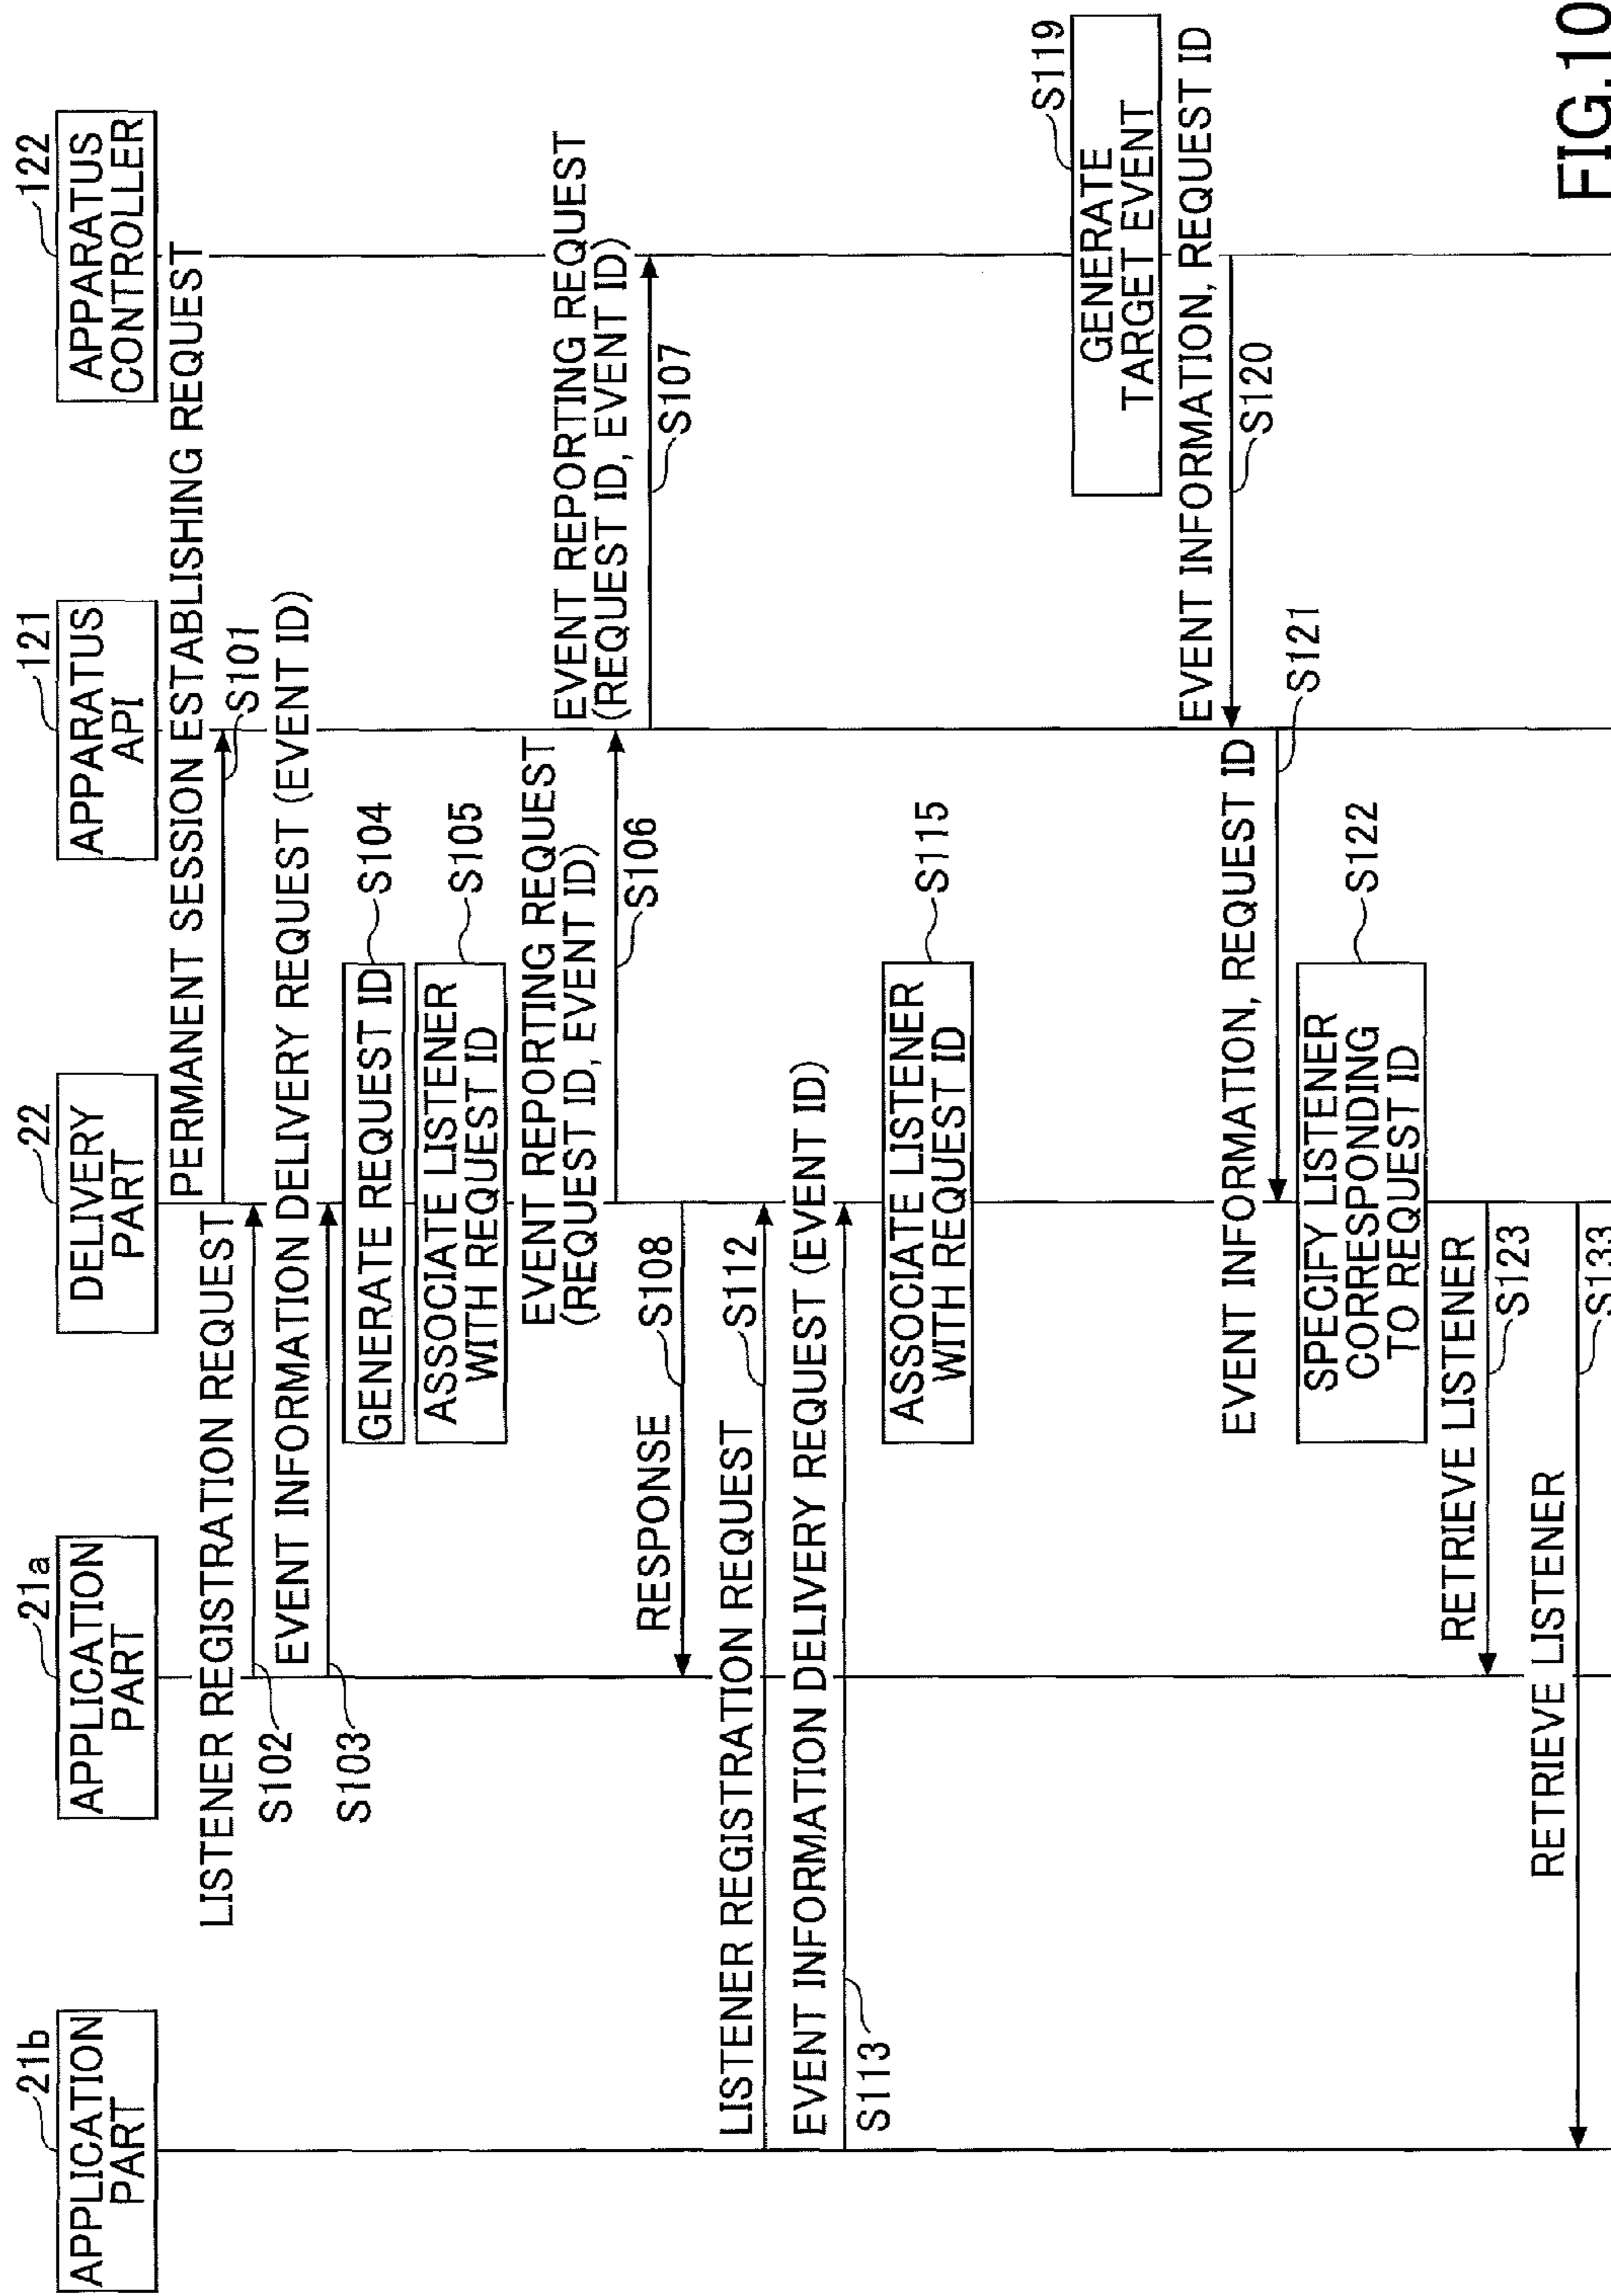 21b
APPLICATION
PART
21a
APPLICATION
PART
22
DELIVERY
PART
121
APPARATUS
API
122
APPARATUS
CONTROLLER
PERMANENT SESSION ESTABLISHING REQUEST
S101
LISTENER REGISTRATION REQUEST
S102
EVENT INFORMATION DELIVERY REQUEST (EVENT ID)
S103
GENERATE REQUEST ID
S104
ASSOCIATE LISTENER
WITH REQUEST ID
S105
EVENT REPORTING REQUEST
(REQUEST ID, EVENT ID)
S106
EVENT REPORTING REQUEST
(REQUEST ID, EVENT ID)
S107
RESPONSE
S108
LISTENER REGISTRATION REQUEST
S112
EVENT INFORMATION DELIVERY REQUEST (EVENT ID)
S113
ASSOCIATE LISTENER
WITH REQUEST ID
S115
GENERATE
TARGET EVENT
S119
EVENT INFORMATION, REQUEST ID
S120
EVENT INFORMATION, REQUEST ID
S121
SPECIFY LISTENER
CORRESPONDING
TO REQUEST ID
S122
RETRIEVE LISTENER
S123
RETRIEVE LISTENER
S133
FIG.10